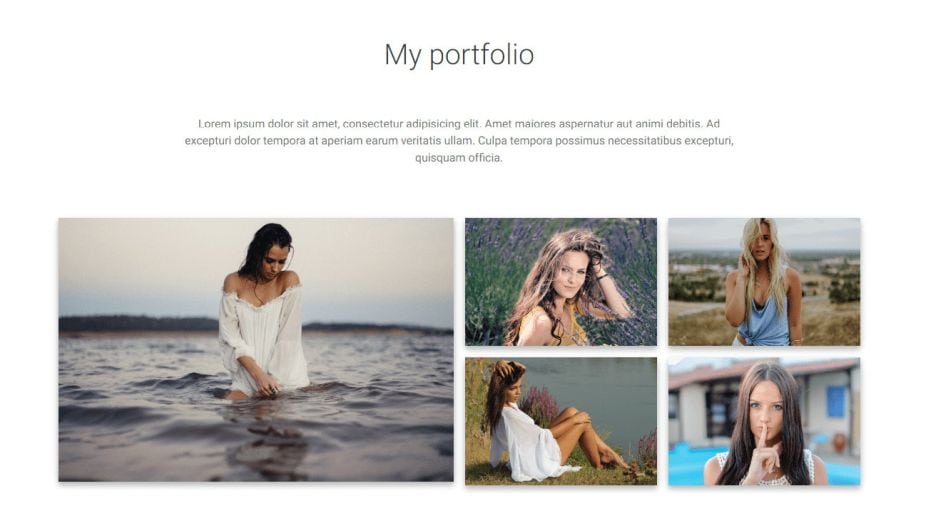 My portfolio
Lorem ipsum dolor sit amet, consectetur adipisicing elit. Amet maiores aspernatur aut animi debitis. Ad
excepturi dolor tempora at aperiam earum veritatis ullam. Culpa tempora possimus necessitatibus excepturi,
quisquam officia.